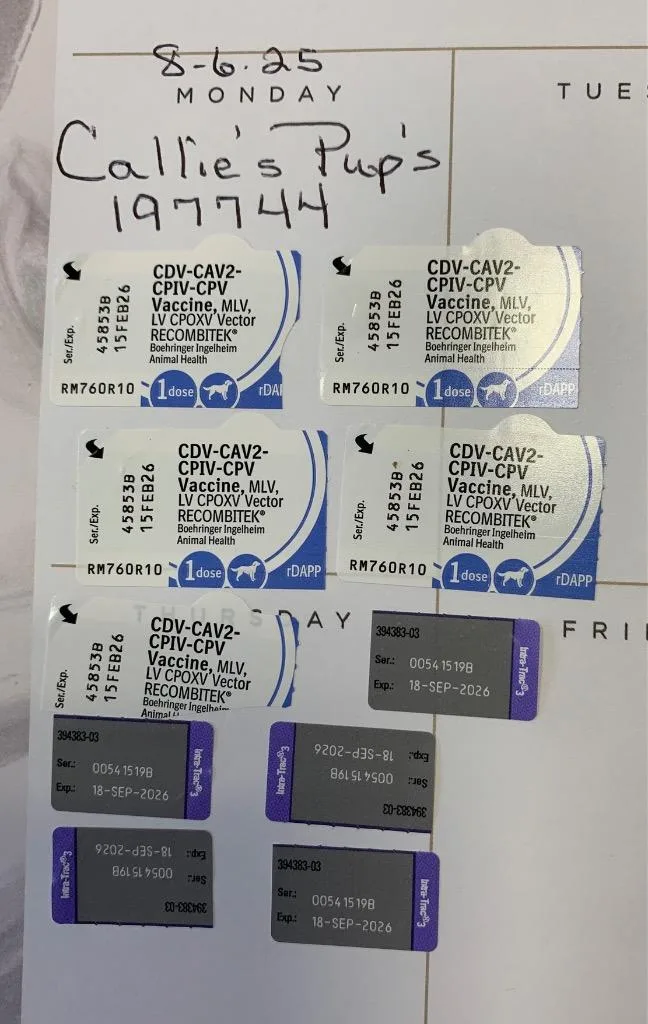 8-6.25
MONDAY
TUE
Callie's Pup's
197744
Ser./Exp.
45853B
15FEB26
CDV-CAV2-
CPIV-CPV
Vaccine, MLV,
LV CPOXV Vector
RECOMBITEK®
Boehringer Ingelheim
Animal Health
RM760R10
1 dose
rDAP
Ser./Exp.
45853B
15FEB26
CDV-CAV2-
CPIV-CPV
Vaccine, MLV,
LV CPOXV Vector
RECOMBITEK®
Boehringer Ingelheim
Animal Health
RM760R10
1 dose
rDAPP
Ser./Exp.
45853B
15FEB26
CDV-CAV2-
CPIV-CPV
Vaccine, MLV,
LV CPOXV Vector
RECOMBITEK®
Boehringer Ingelheim
Animal Health
RM760R10
1 dose
rDAPP
Ser./Exp.
45853B
15FEB26
CDV-CAV2-
CPIV-CPV
Vaccine, MLV,
LV CPOXV Vector
RECOMBITEK®
Boehringer Ingelheim
Animal Health
RM760R10
1 dose
rDAPP
THURSDAY
FRI
Ser./Exp.
45853B
15FEB26
CDV-CAV2-
CPIV-CPV
Vaccine, MLV,
LV CPOXV Vector
RECOMBITEK®
Boehringer Ingelheim
Animal
394383-03
Ser.: 00541519B
Exp.: 18-SEP-2026
Intra-Trac®3
394383-03
Ser.: 00541519B
Exp.: 18-SEP-2026
Intra-Trac®3
394383-03
Ser.: 00541519B
Exp.: 18-SEP-2026
Intra-Trac®3
394383-03
Ser.: 00541519B
Exp.: 18-SEP-2026
Intra-Trac®3
394383-03
Ser.: 00541519B
Exp.: 18-SEP-2026
Intra-Trac®3